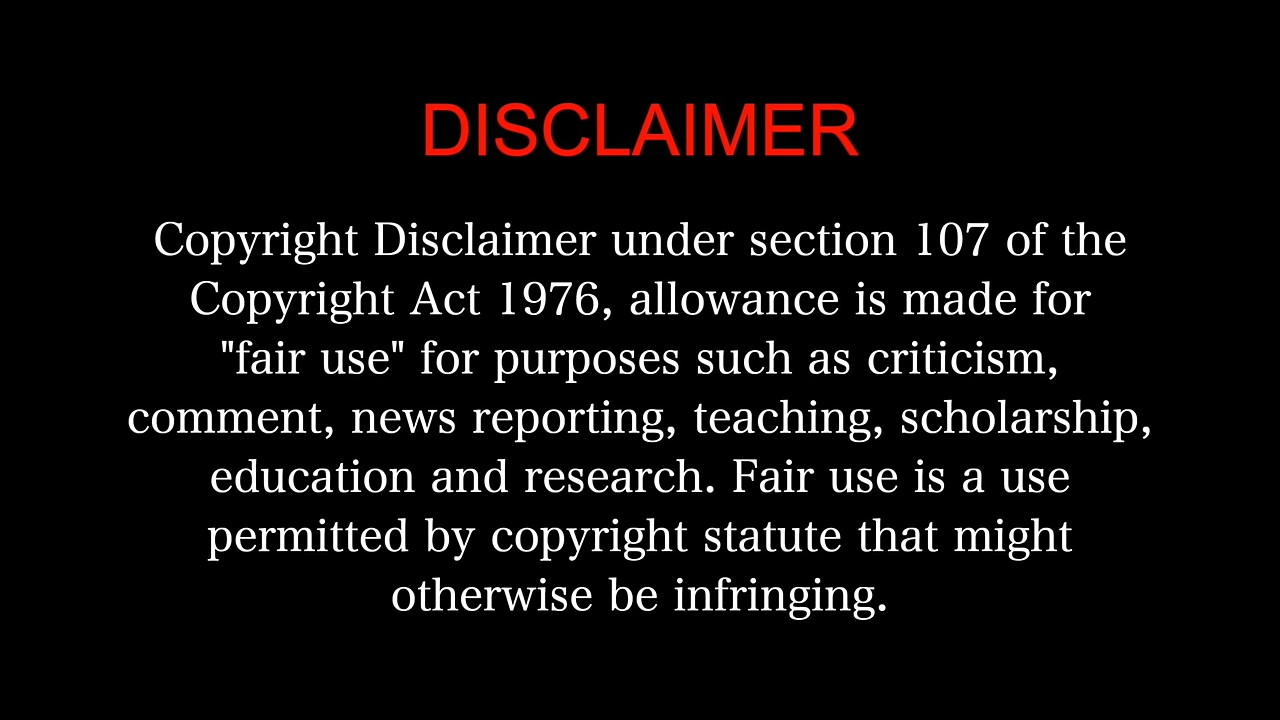 DISCLAIMER
Copyright Disclaimer under section 107 of the
Copyright Act 1976, allowance is made for
"fair use" for purposes such as criticism,
comment, news reporting, teaching, scholarship,
education and research. Fair use is a use
permitted by copyright statute that might
otherwise be infringing.